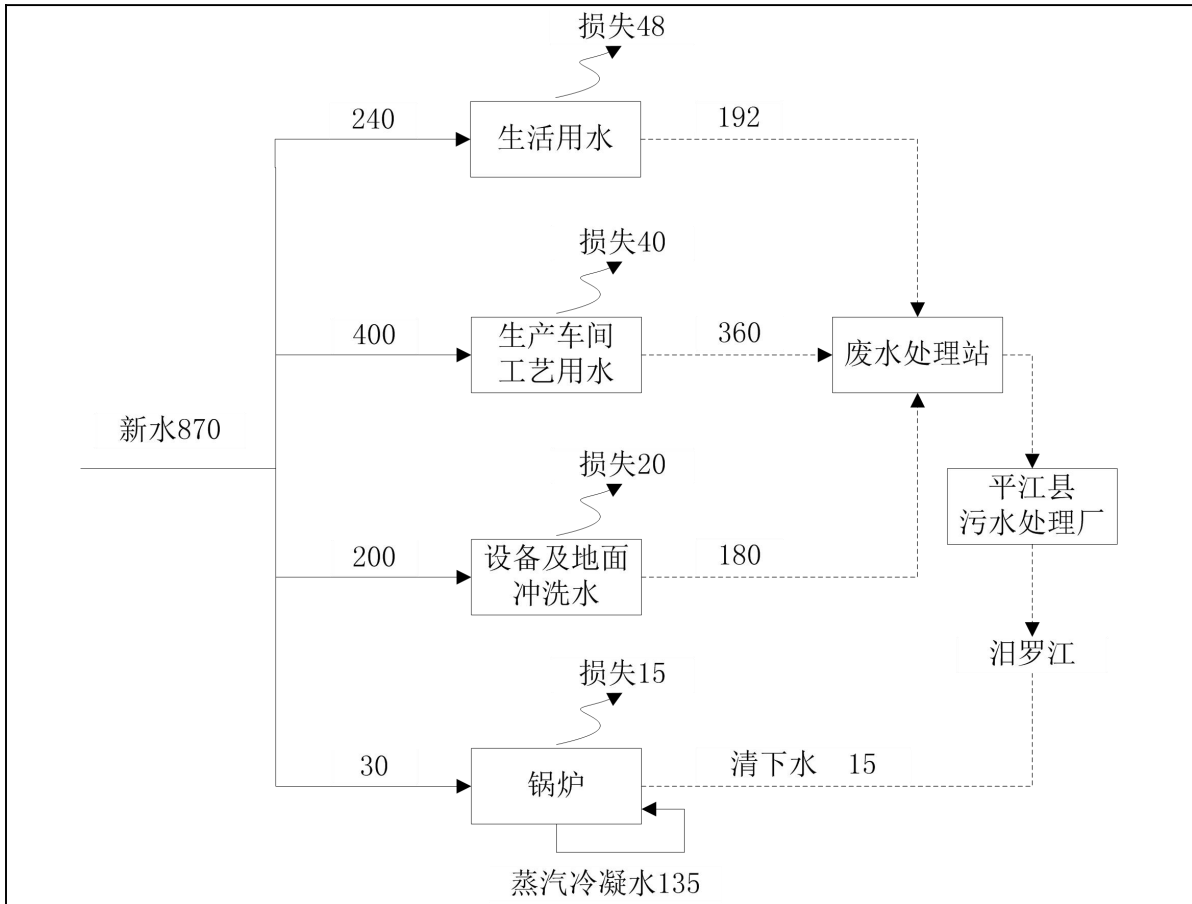 损失48
240
生活用水
192
损失40
400
生产车间
工艺用水
360
废水处理站
新水870
损失20
平江县
污水处理厂
200
设备及地面
冲洗水
180
汨罗江
损失15
30
锅炉
清下水 15
蒸汽冷凝水135